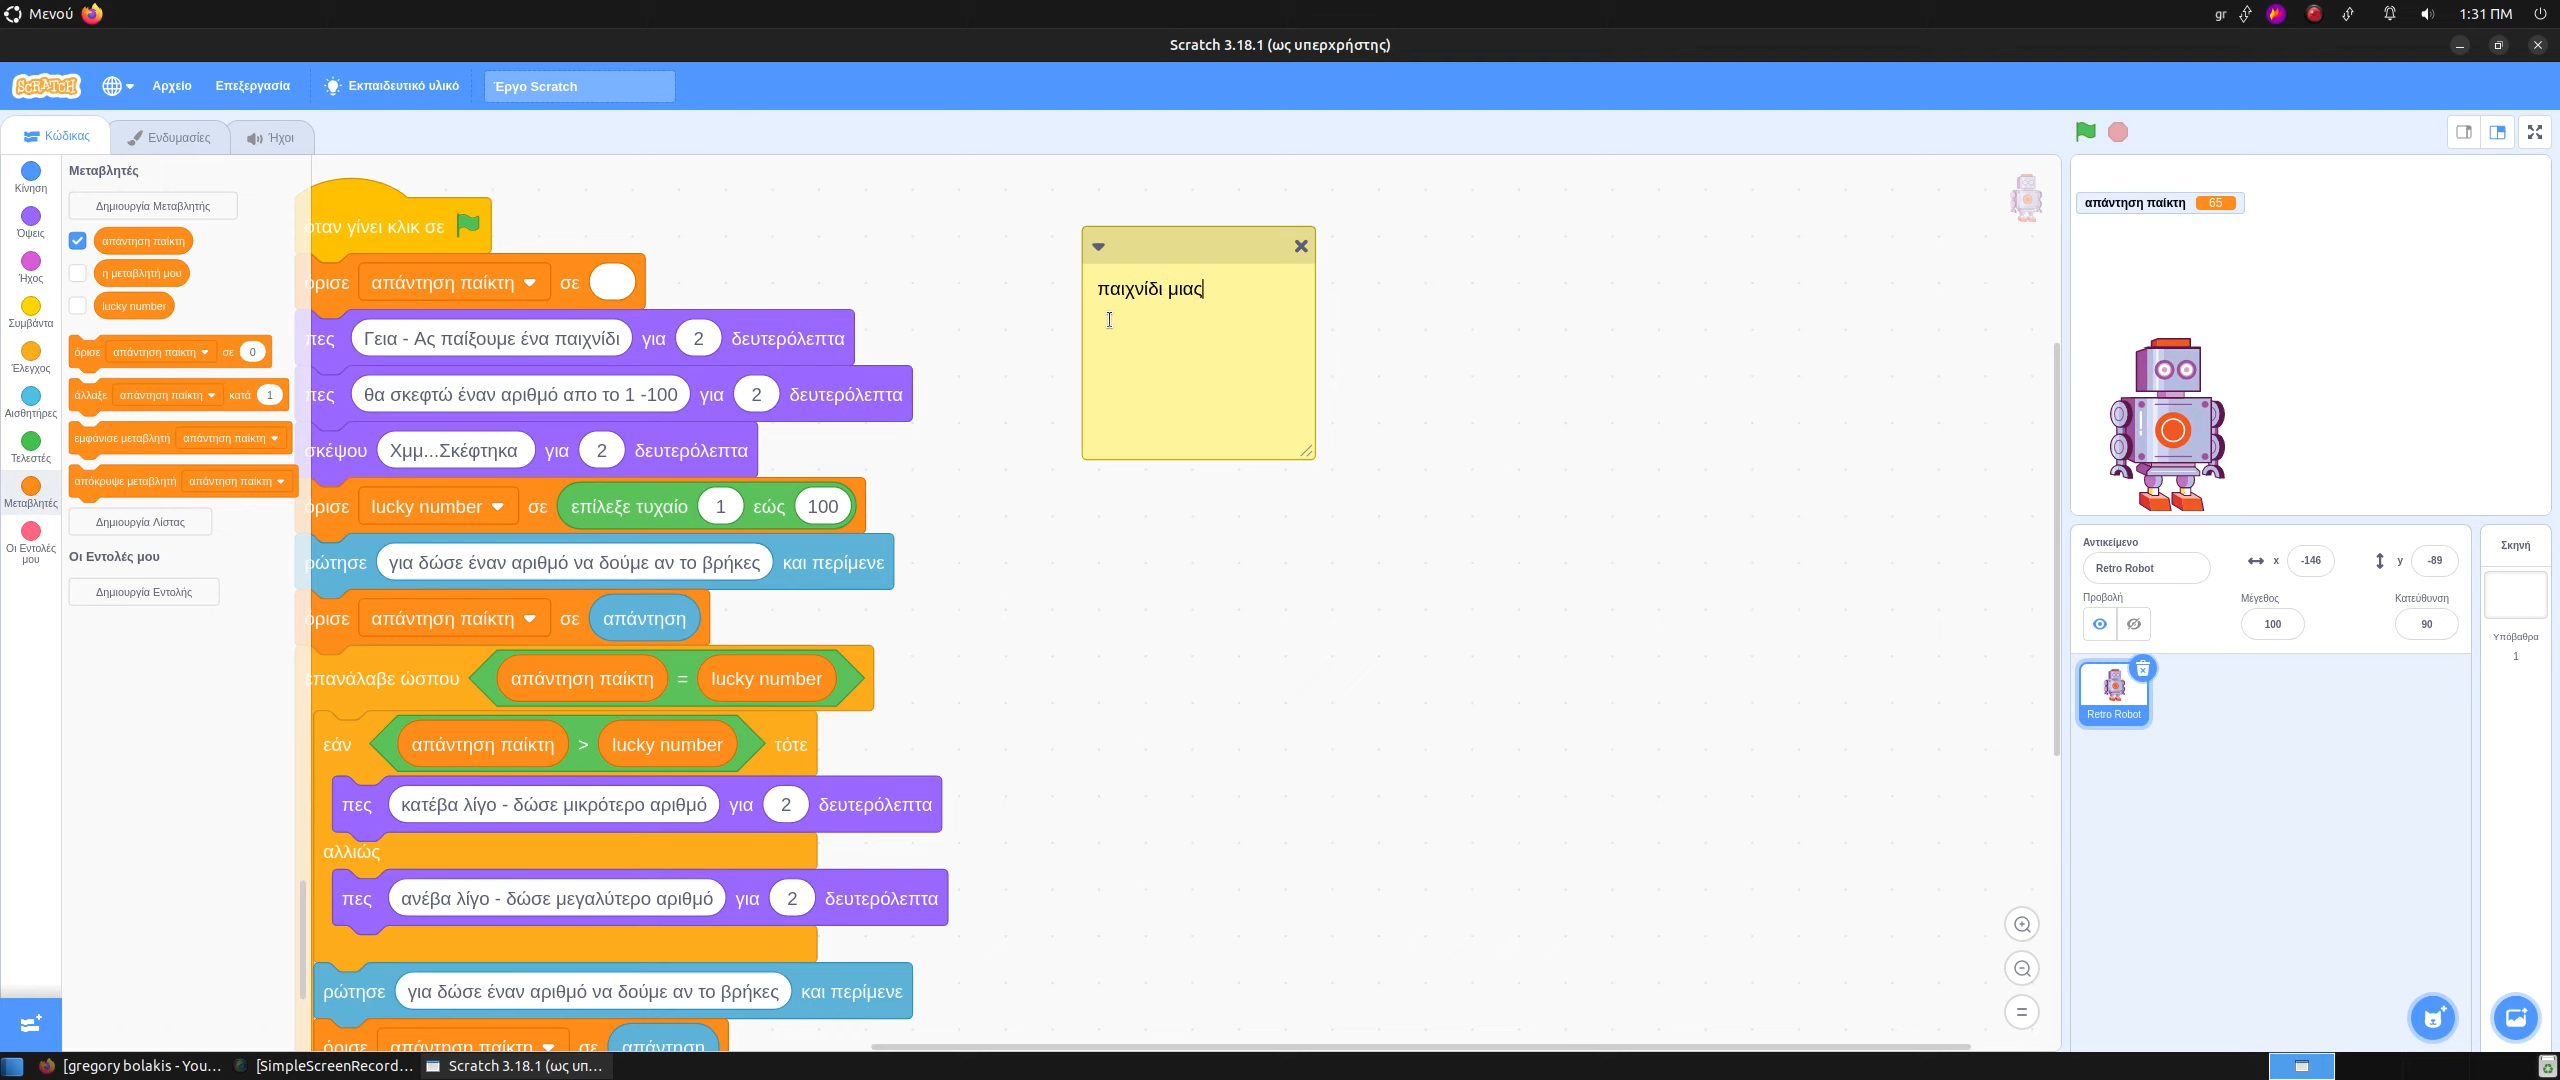 Μενού
gr
1:31 ΠΜ
Scratch 3.18.1 (ως υπερχρήστης)
SCRATCH
Αρχείο
Επεξεργασία
Εκπαιδευτικό υλικό
Έργο Scratch
Κώδικας
Ενδυμασίες
Ήχοι
Κίνηση
Όψεις
Ήχος
Συμβάντα
Έλεγχος
Αισθητήρες
Τελεστές
Μεταβλητές
Οι Εντολές μου
Μεταβλητές
Δημιουργία Μεταβλητής
απάντηση παίκτη
η μεταβλητή μου
lucky number
όρισε απάντηση παίκτη σε 0
άλλαξε απάντηση παίκτη κατά 1
εμφάνισε μεταβλητή απάντηση παίκτη
απόκρυψε μεταβλητή απάντηση παίκτη
Δημιουργία Λίστας
Οι Εντολές μου
Δημιουργία Εντολής
όταν γίνει κλικ σε
όρισε απάντηση παίκτη σε
πες Γεια - Ας παίξουμε ένα παιχνίδι για 2 δευτερόλεπτα
πες θα σκεφτώ έναν αριθμό απο το 1 -100 για 2 δευτερόλεπτα
σκέψου Χμμ...Σκέφτηκα για 2 δευτερόλεπτα
όρισε lucky number σε επίλεξε τυχαίο 1 εώς 100
ρώτησε για δώσε έναν αριθμό να δούμε αν το βρήκες και περίμενε
όρισε απάντηση παίκτη σε απάντηση
επανάλαβε ώσπου απάντηση παίκτη = lucky number
εάν απάντηση παίκτη > lucky number τότε
πες κατέβα λίγο - δώσε μικρότερο αριθμό για 2 δευτερόλεπτα
αλλιώς
πες ανέβα λίγο - δώσε μεγαλύτερο αριθμό για 2 δευτερόλεπτα
ρώτησε για δώσε έναν αριθμό να δούμε αν το βρήκες και περίμενε
όρισε απάντηση παίκτη σε απάντηση
παιχνίδι μιας
απάντηση παίκτη 65
Αντικείμενο
Retro Robot
x -146
y -89
Προβολή
Μέγεθος
100
Κατεύθυνση
90
Retro Robot
Σκηνή
Υπόβαθρα
1
[gregory bolakis - You...
[SimpleScreenRecord...
Scratch 3.18.1 (ως υπ...